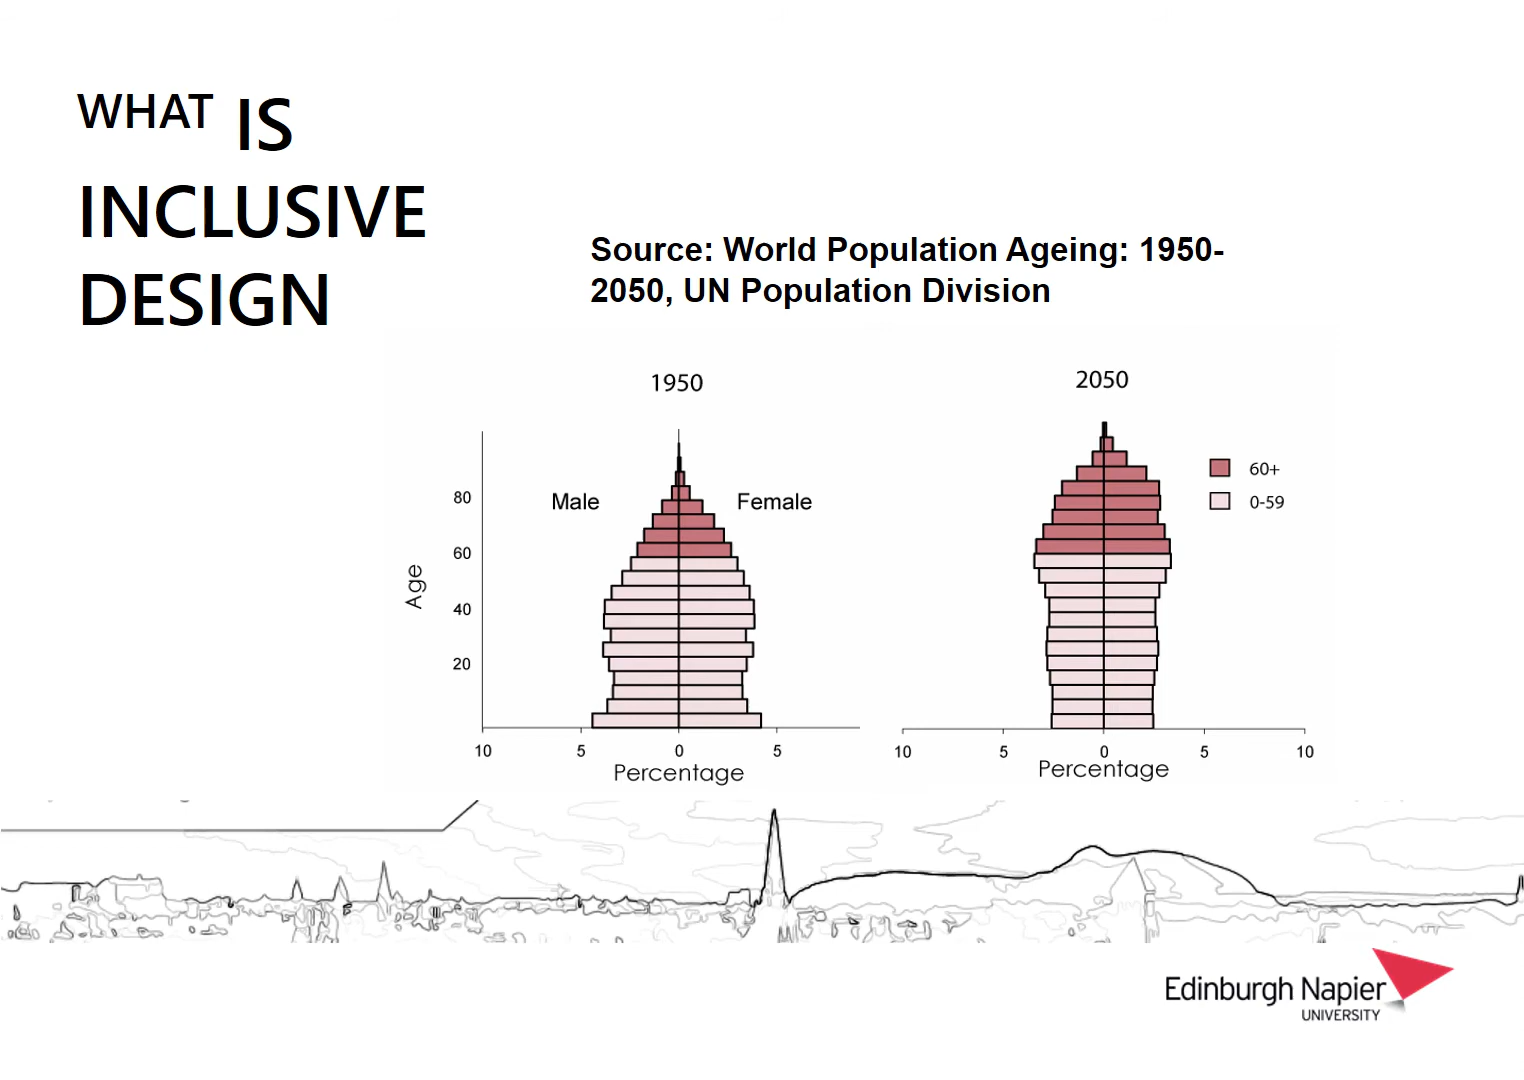 WHAT IS
INCLUSIVE
DESIGN
Source: World Population Ageing: 1950-
2050, UN Population Division
1950
2050
Male
Female
60+
0-59
Age
80
60
40
20
10 5 0 5
Percentage
10 5 0 5 10
Percentage
Edinburgh Napier
UNIVERSITY